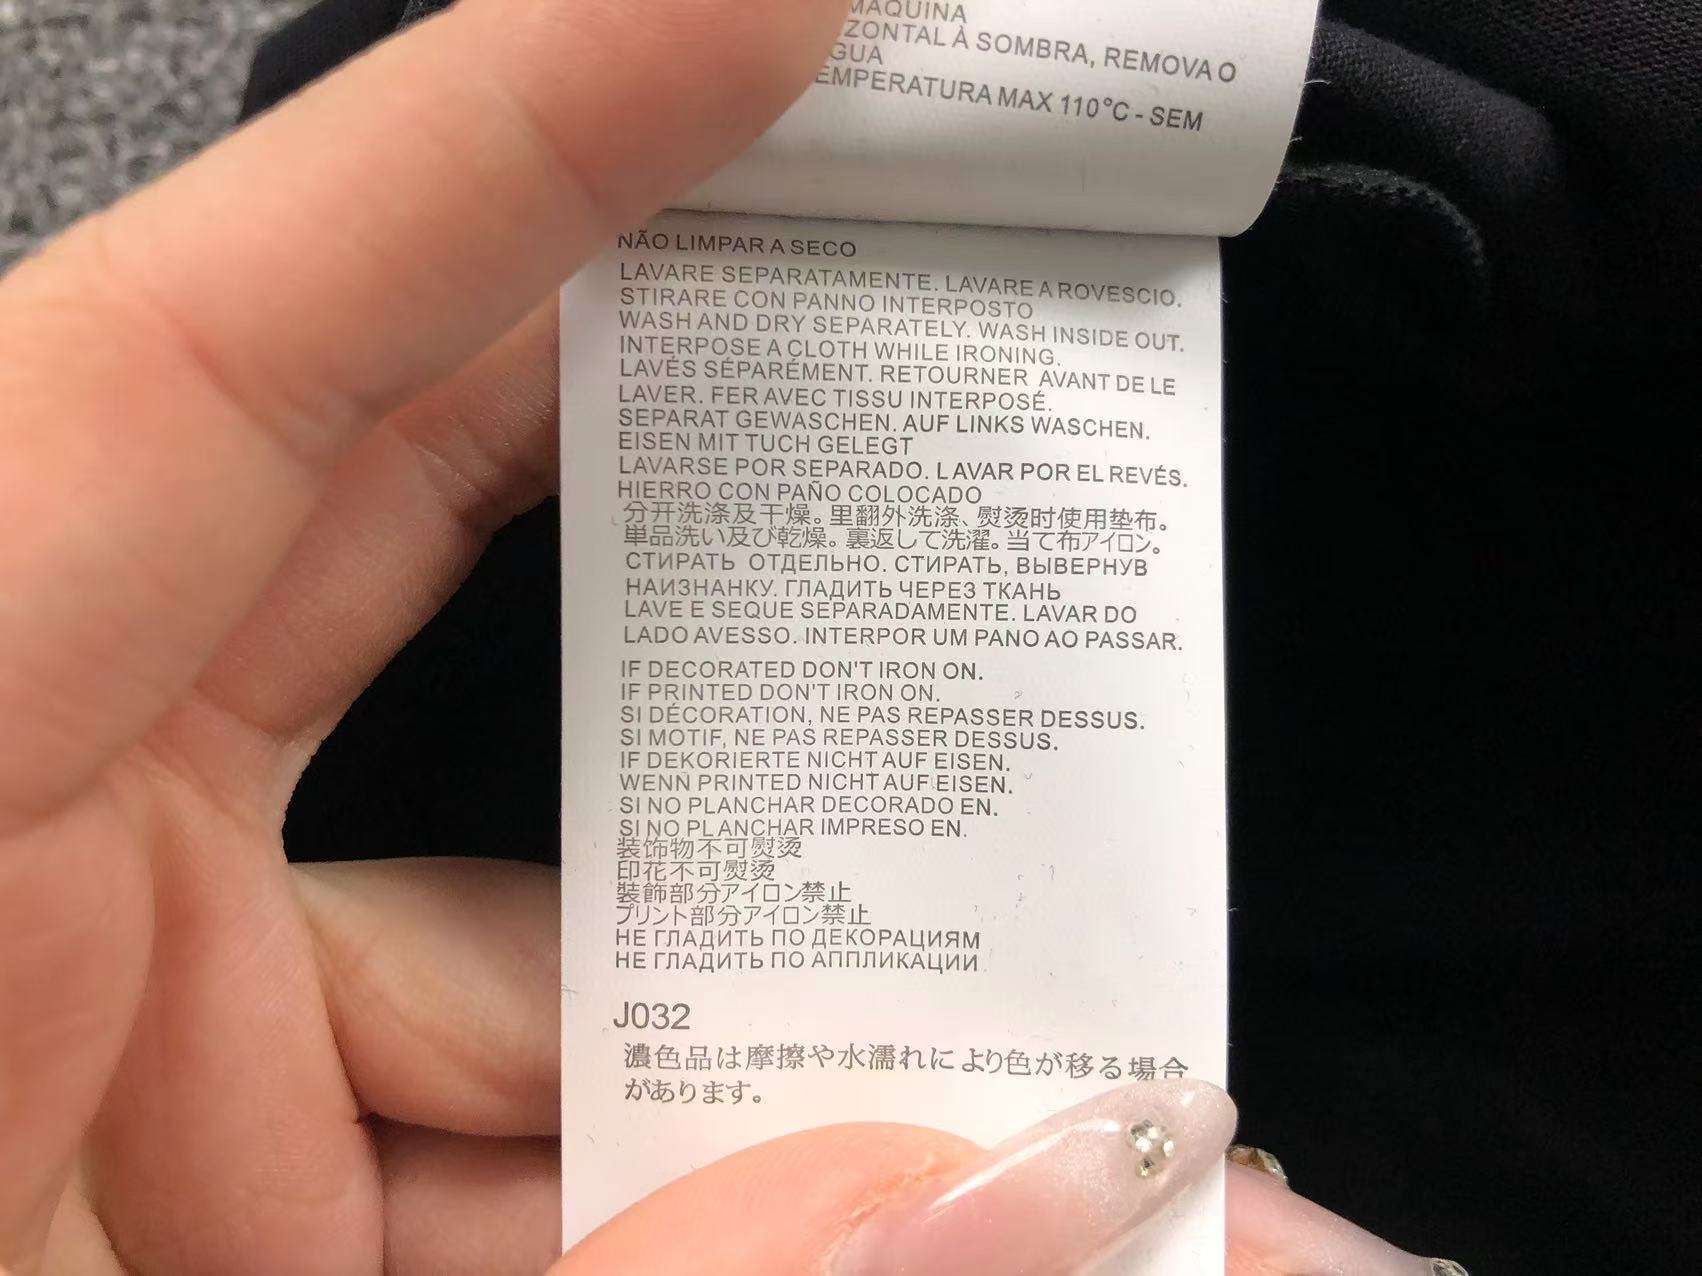 MAQUINA
ZONTAL À SOMBRA, REMOVA O
GUA
EMPERATURA MAX 110°C - SEM
NÃO LIMPAR A SECO
LAVARE SEPARATAMENTE. LAVARE A ROVESCIO.
STIRARE CON PANNO INTERPOSTO
WASH AND DRY SEPARATELY. WASH INSIDE OUT.
INTERPOSE A CLOTH WHILE IRONING.
LAVÉS SÉPARÉMENT. RETOURNER AVANT DE LE
LAVER. FER AVEC TISSU INTERPOSÉ.
SEPARAT GEWASCHEN. AUF LINKS WASCHEN.
EISEN MIT TUCH GELEGT
LAVARSE POR SEPARADO. LAVAR POR EL REVÉS.
HIERRO CON PAÑO COLOCADO
分开洗涤及干燥。里翻外洗涤、熨烫时使用垫布。
単品洗い及び乾燥。裏返して洗濯。当て布アイロン。
СТИРАТЬ ОТДЕЛЬНО. СТИРАТЬ, ВЫВЕРНУВ
НАИЗНАНКУ. ГЛАДИТЬ ЧЕРЕЗ ТКАНЬ
LAVE E SEQUE SEPARADAMENTE. LAVAR DO
LADO AVESSO. INTERPOR UM PANO AO PASSAR.
IF DECORATED DON'T IRON ON.
IF PRINTED DON'T IRON ON.
SI DÉCORATION, NE PAS REPASSER DESSUS.
SI MOTIF, NE PAS REPASSER DESSUS.
IF DEKORIERTE NICHT AUF EISEN.
WENN PRINTED NICHT AUF EISEN.
SI NO PLANCHAR DECORADO EN.
SI NO PLANCHAR IMPRESO EN.
装饰物不可熨烫
印花不可熨烫
装飾部分アイロン禁止
プリント部分アイロン禁止
НЕ ГЛАДИТЬ ПО ДЕКОРАЦИЯМ
НЕ ГЛАДИТЬ ПО АППЛИКАЦИИ
J032
濃色品は摩擦や水濡れにより色が移る場合
があります。